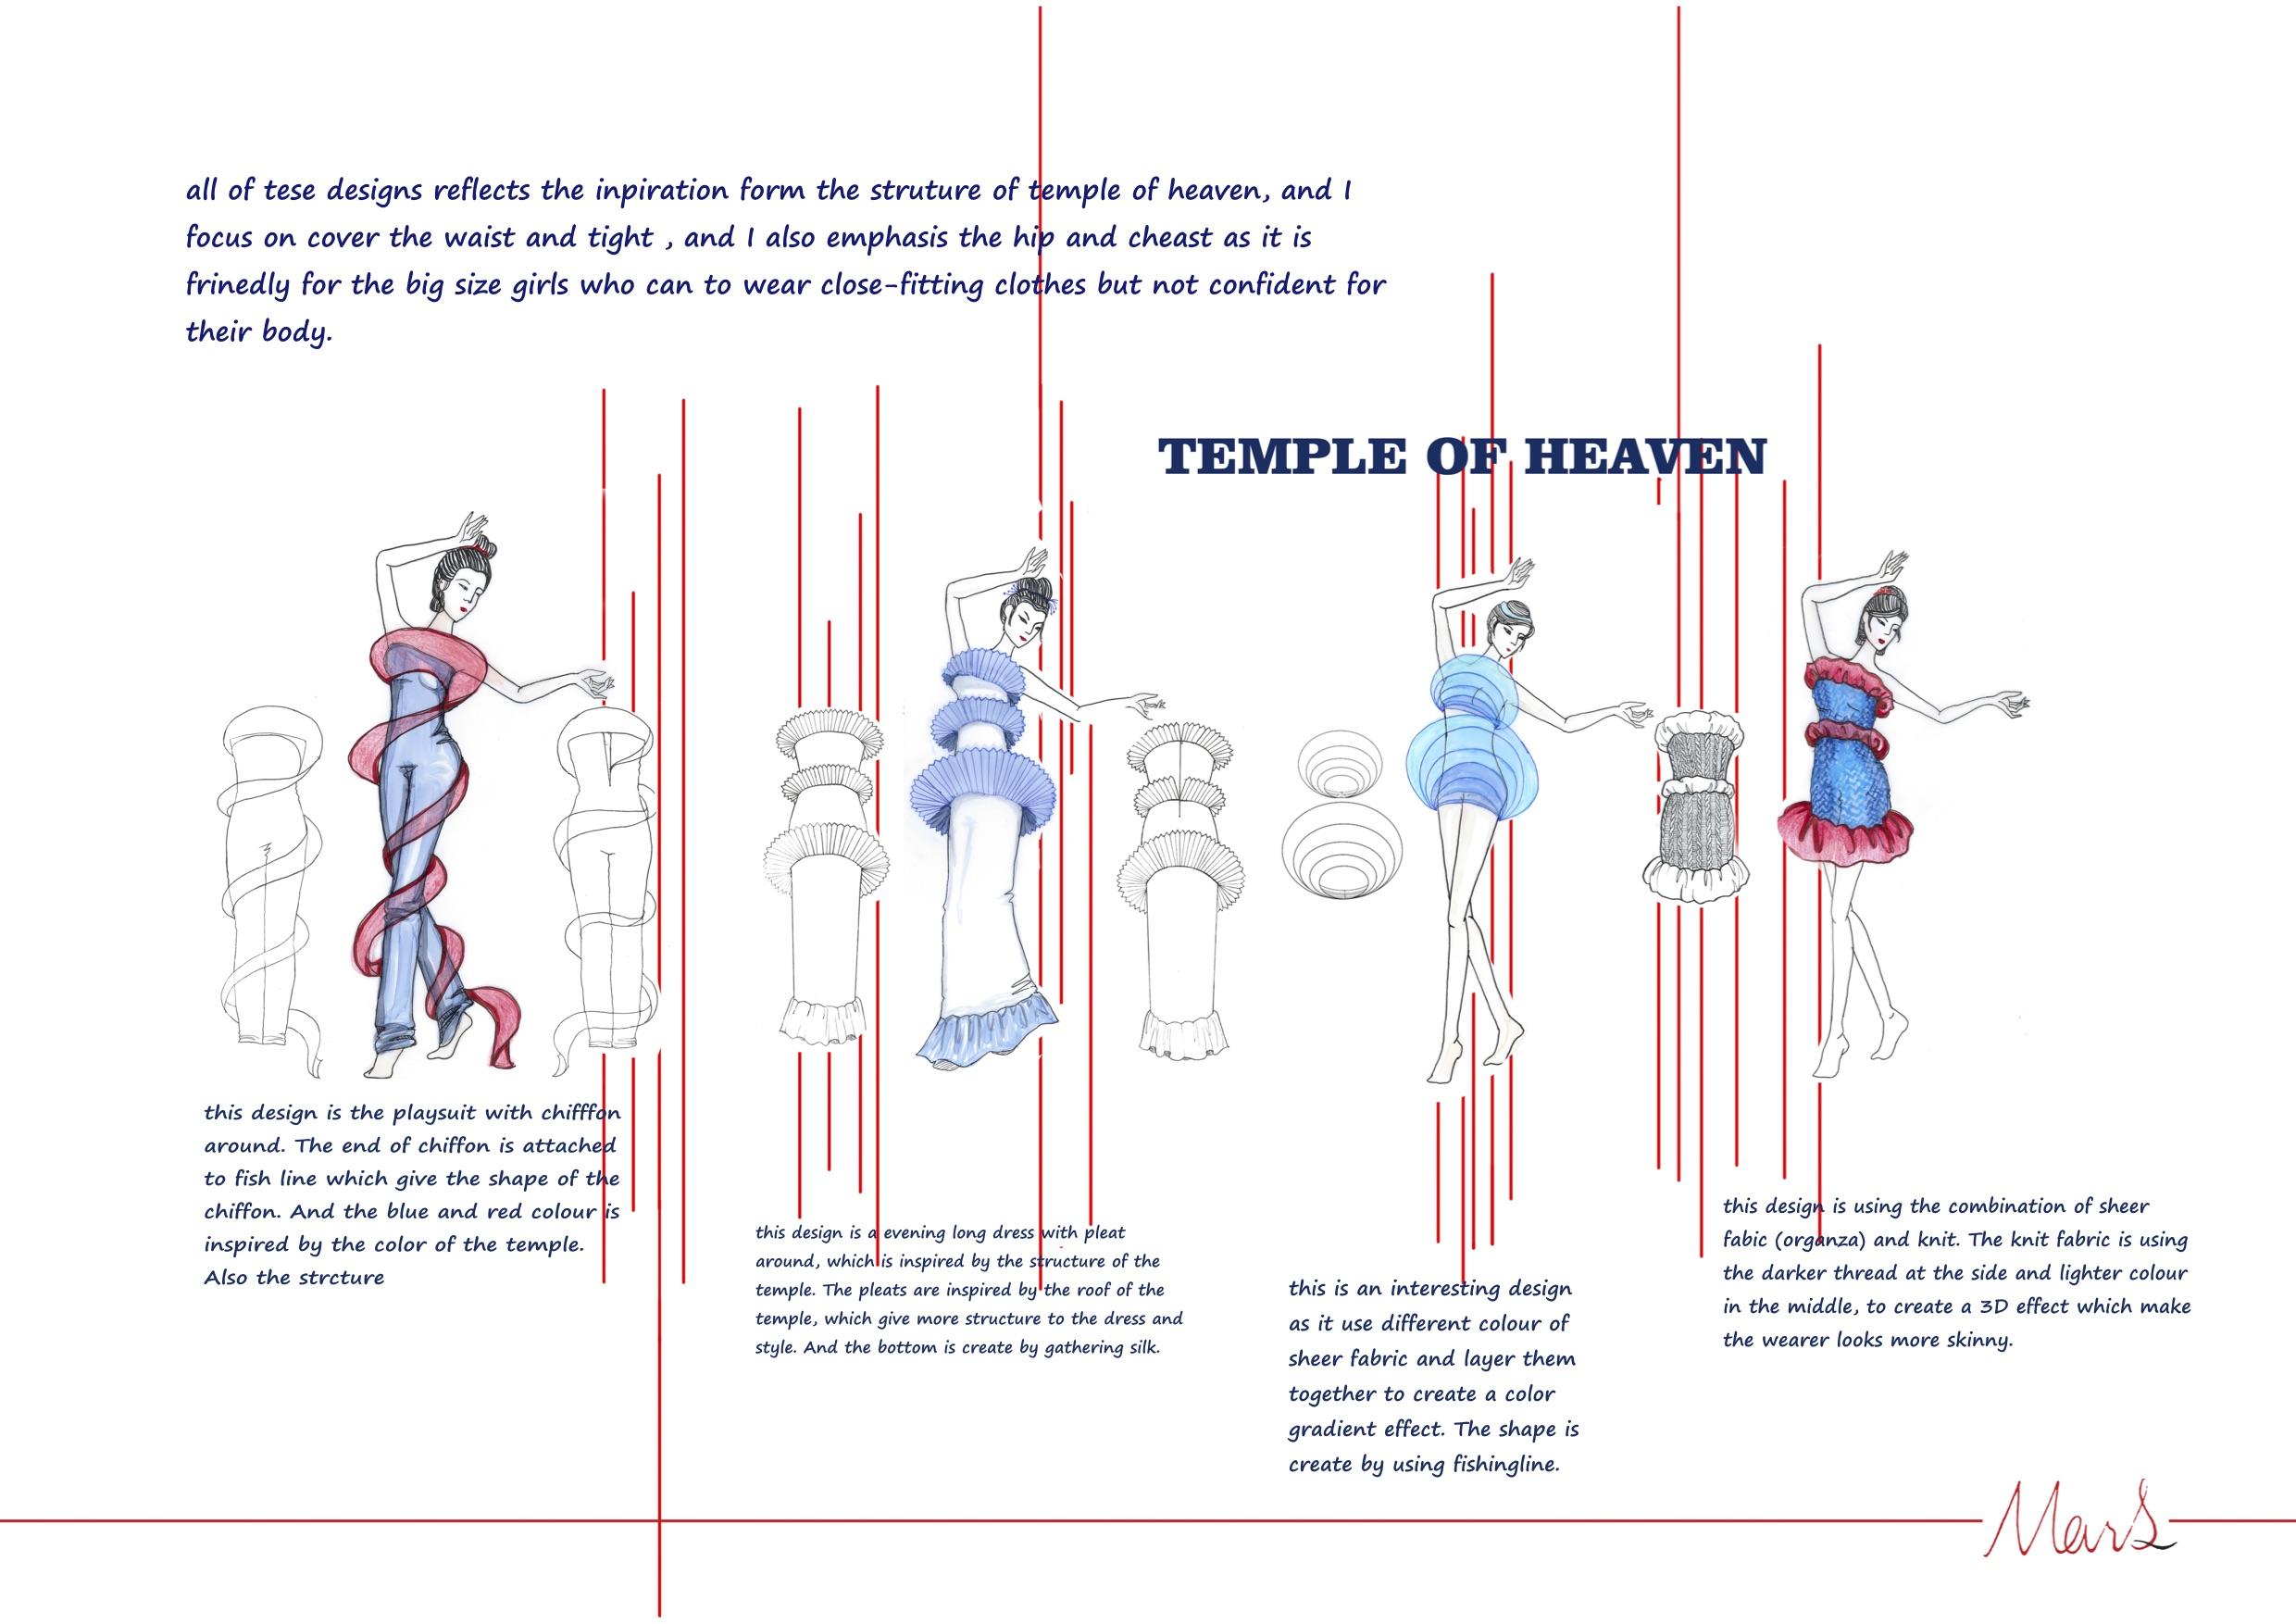 all of tese designs reflects the inpiration form the struture of temple of heaven, and I
focus on cover the waist and tight , and I also emphasis the hip and cheast as it is
frinedly for the big size girls who can to wear close-fitting clothes but not confident for
their body.
TEMPLE OF HEAVEN
this design is the playsuit with chifffon
around. The end of chiffon is attached
to fish line which give the shape of the
chiffon. And the blue and red colour is
inspired by the color of the temple.
Also the strcture
this design is a evening long dress with pleat
around, which is inspired by the structure of the
temple. The pleats are inspired by the roof of the
temple, which give more structure to the dress and
style. And the bottom is create by gathering silk.
this is an interesting design
as it use different colour of
sheer fabric and layer them
together to create a color
gradient effect. The shape is
create by using fishingline.
this design is using the combination of sheer
fabic (organza) and knit. The knit fabric is using
the darker thread at the side and lighter colour
in the middle, to create a 3D effect which make
the wearer looks more skinny.
MarS